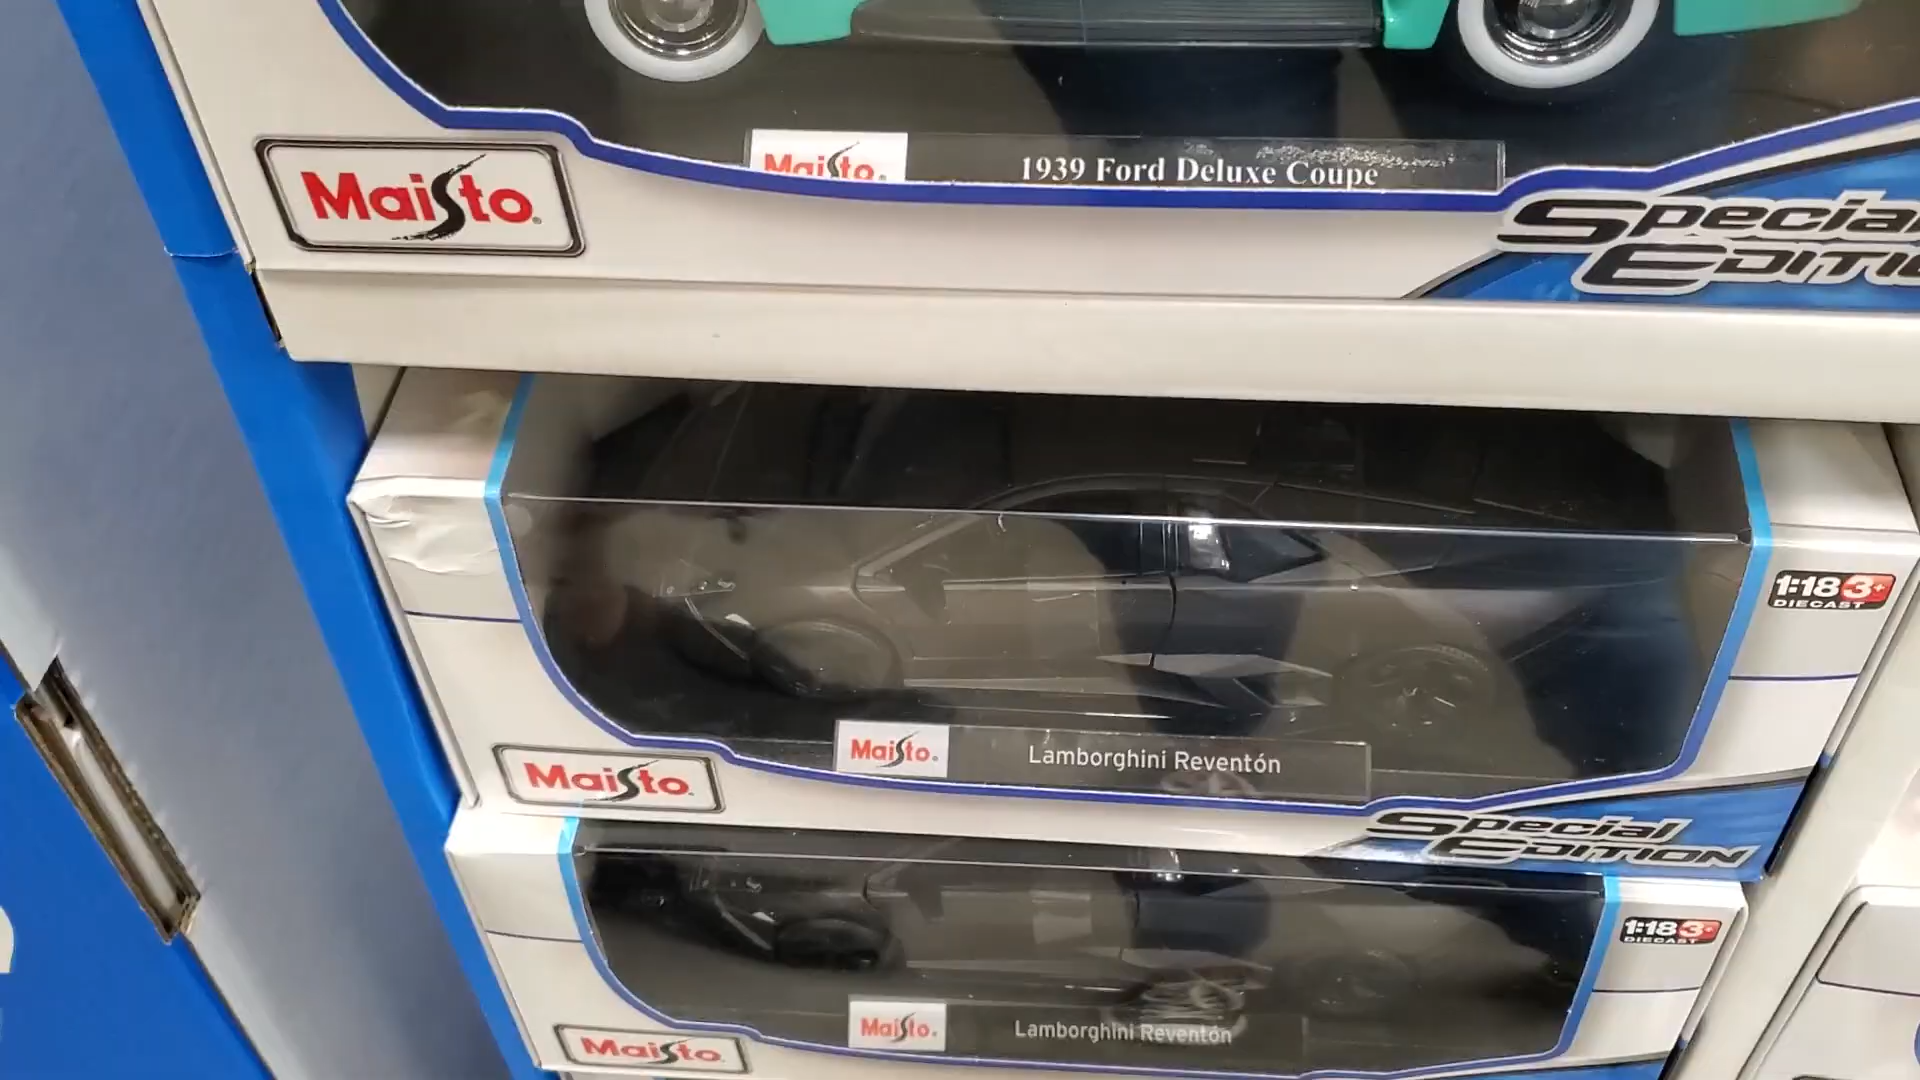 Maisto
1939 Ford Deluxe Coupe
Maisto
Special
Lamborghini Reventón
Maisto
1:18 3+
DIECAST
Maisto
Special
Edition
Lamborghini Reventón
Maisto
1:18 3+
DIECAST
Maisto